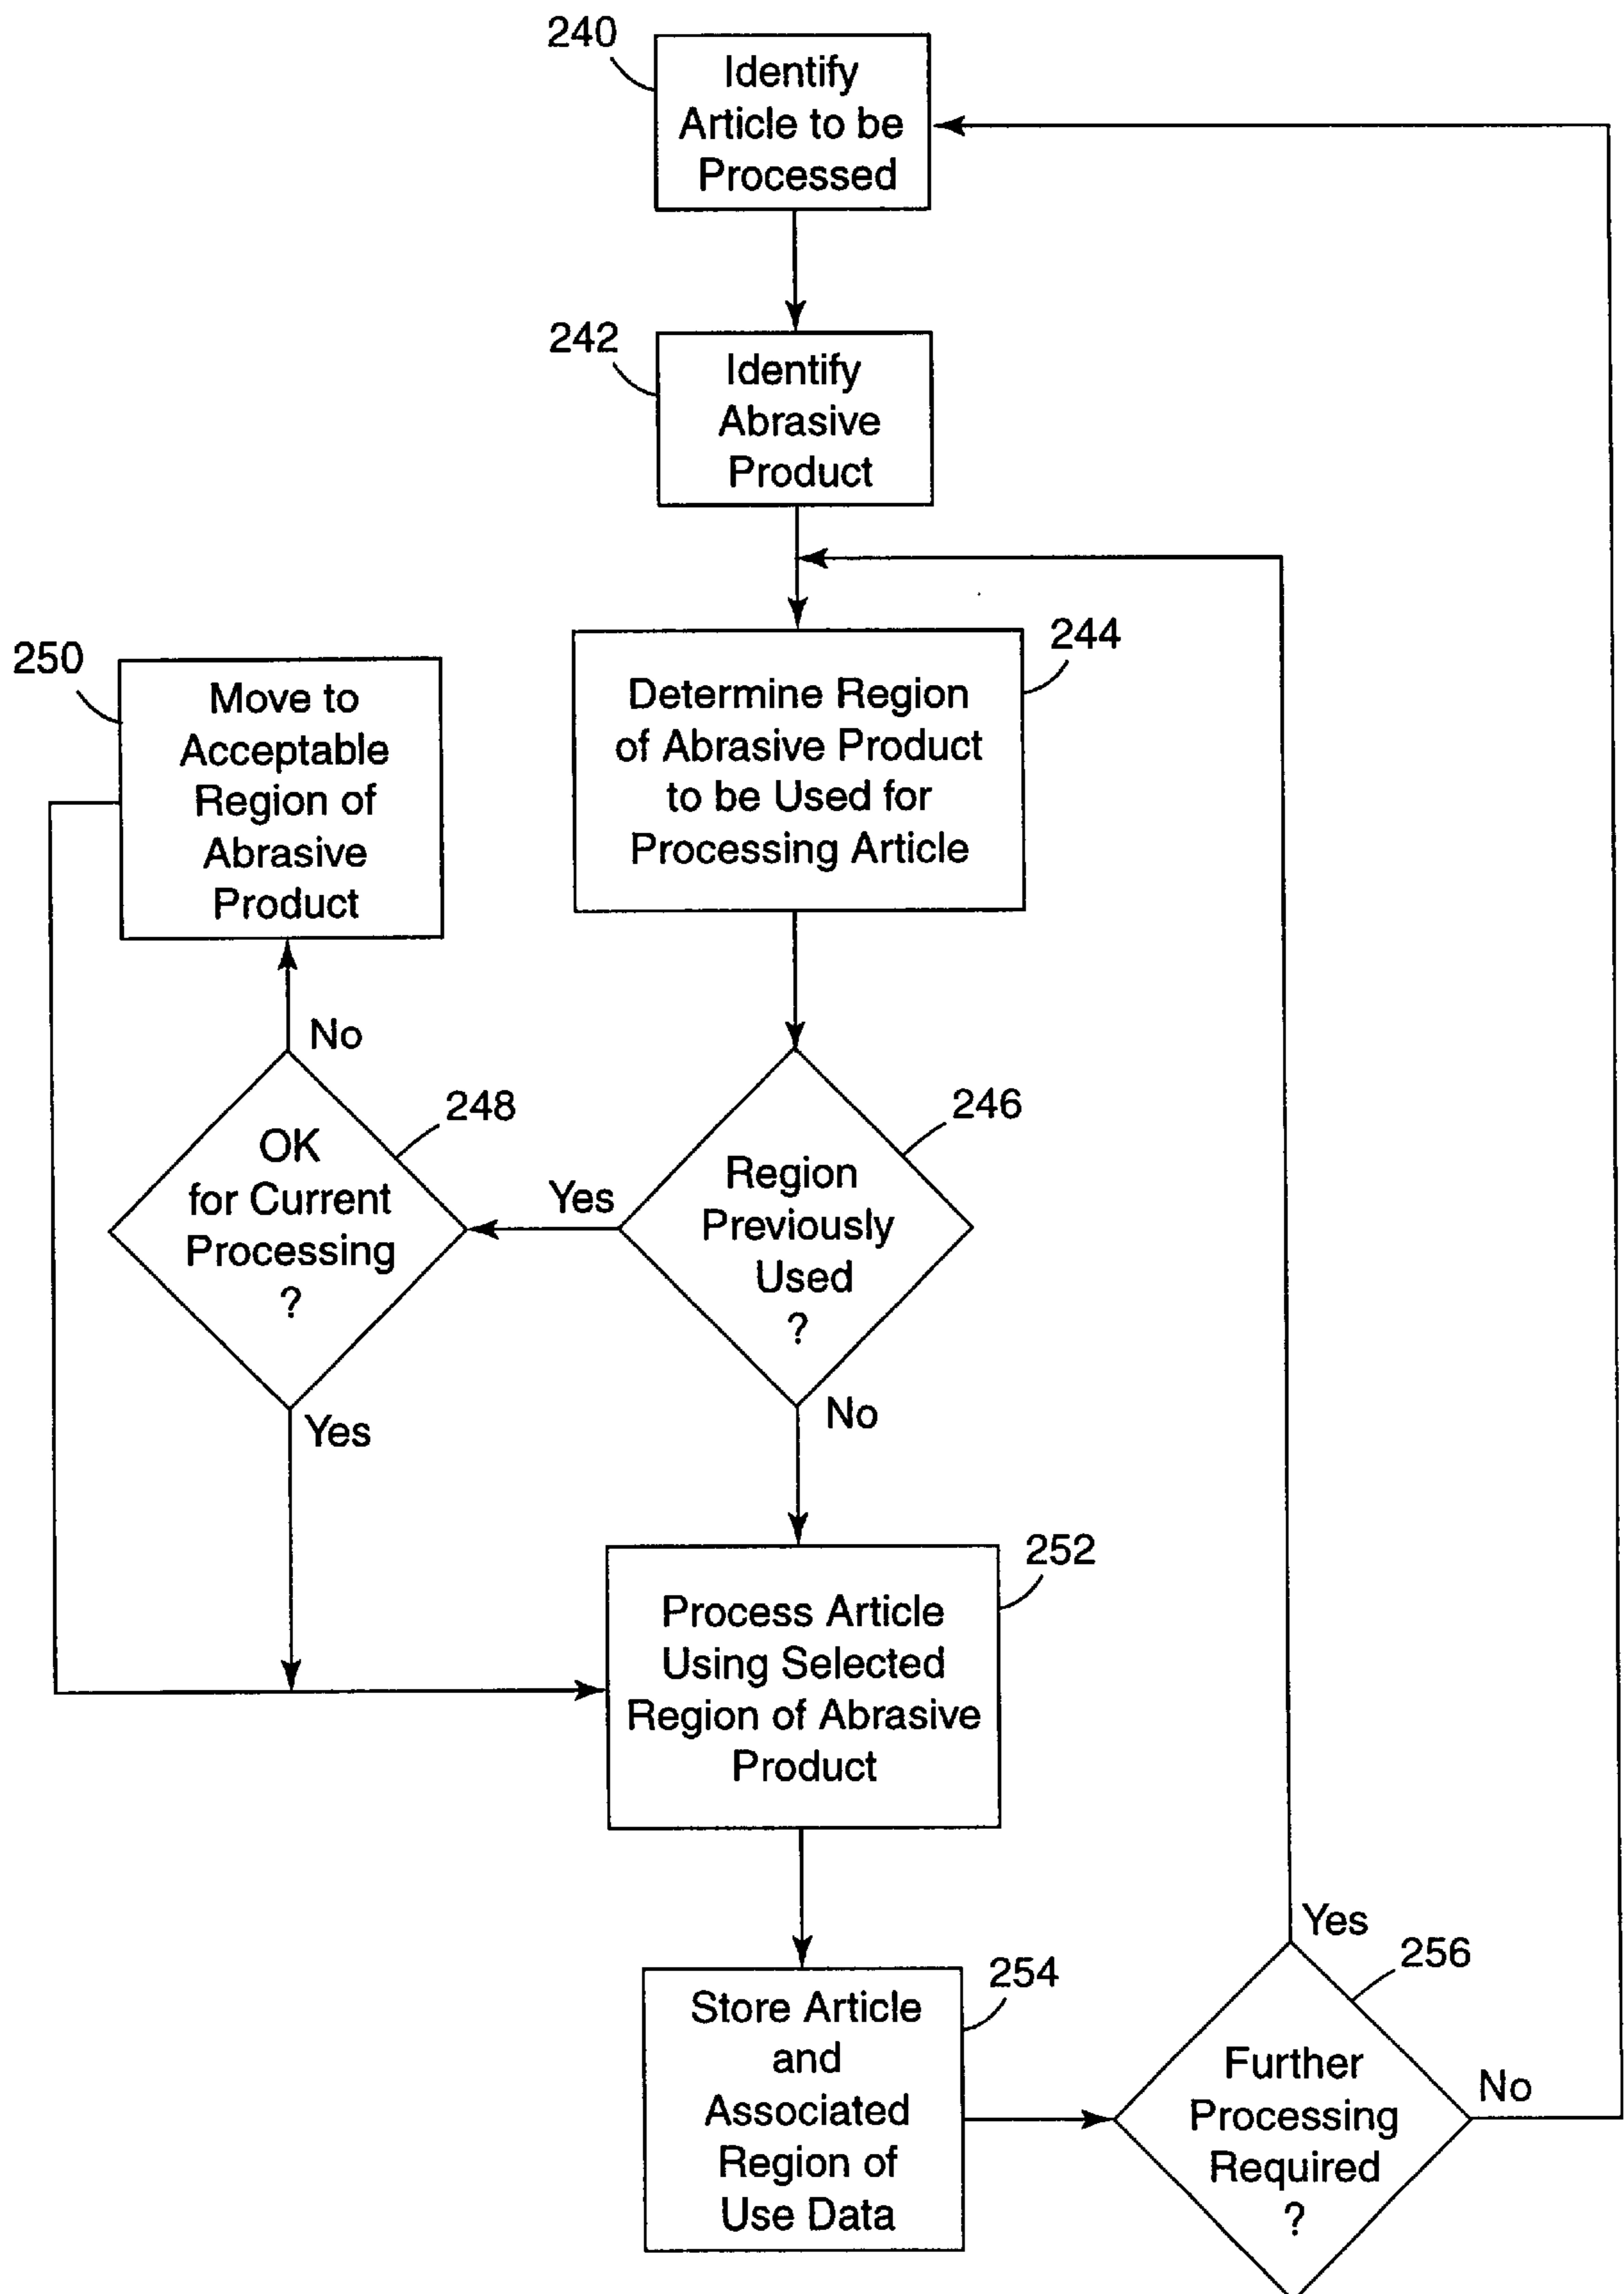 240
Identify
Article to be
Processed
242
Identify
Abrasive
Product
244
Determine Region
of Abrasive Product
to be Used for
Processing Article
250
Move to
Acceptable
Region of
Abrasive
Product
No
248
OK
for Current
Processing
?
Yes
246
Region
Previously
Used
?
Yes
No
252
Process Article
Using Selected
Region of Abrasive
Product
254
Store Article
and
Associated
Region of
Use Data
Yes
256
Further
Processing
Required
?
No